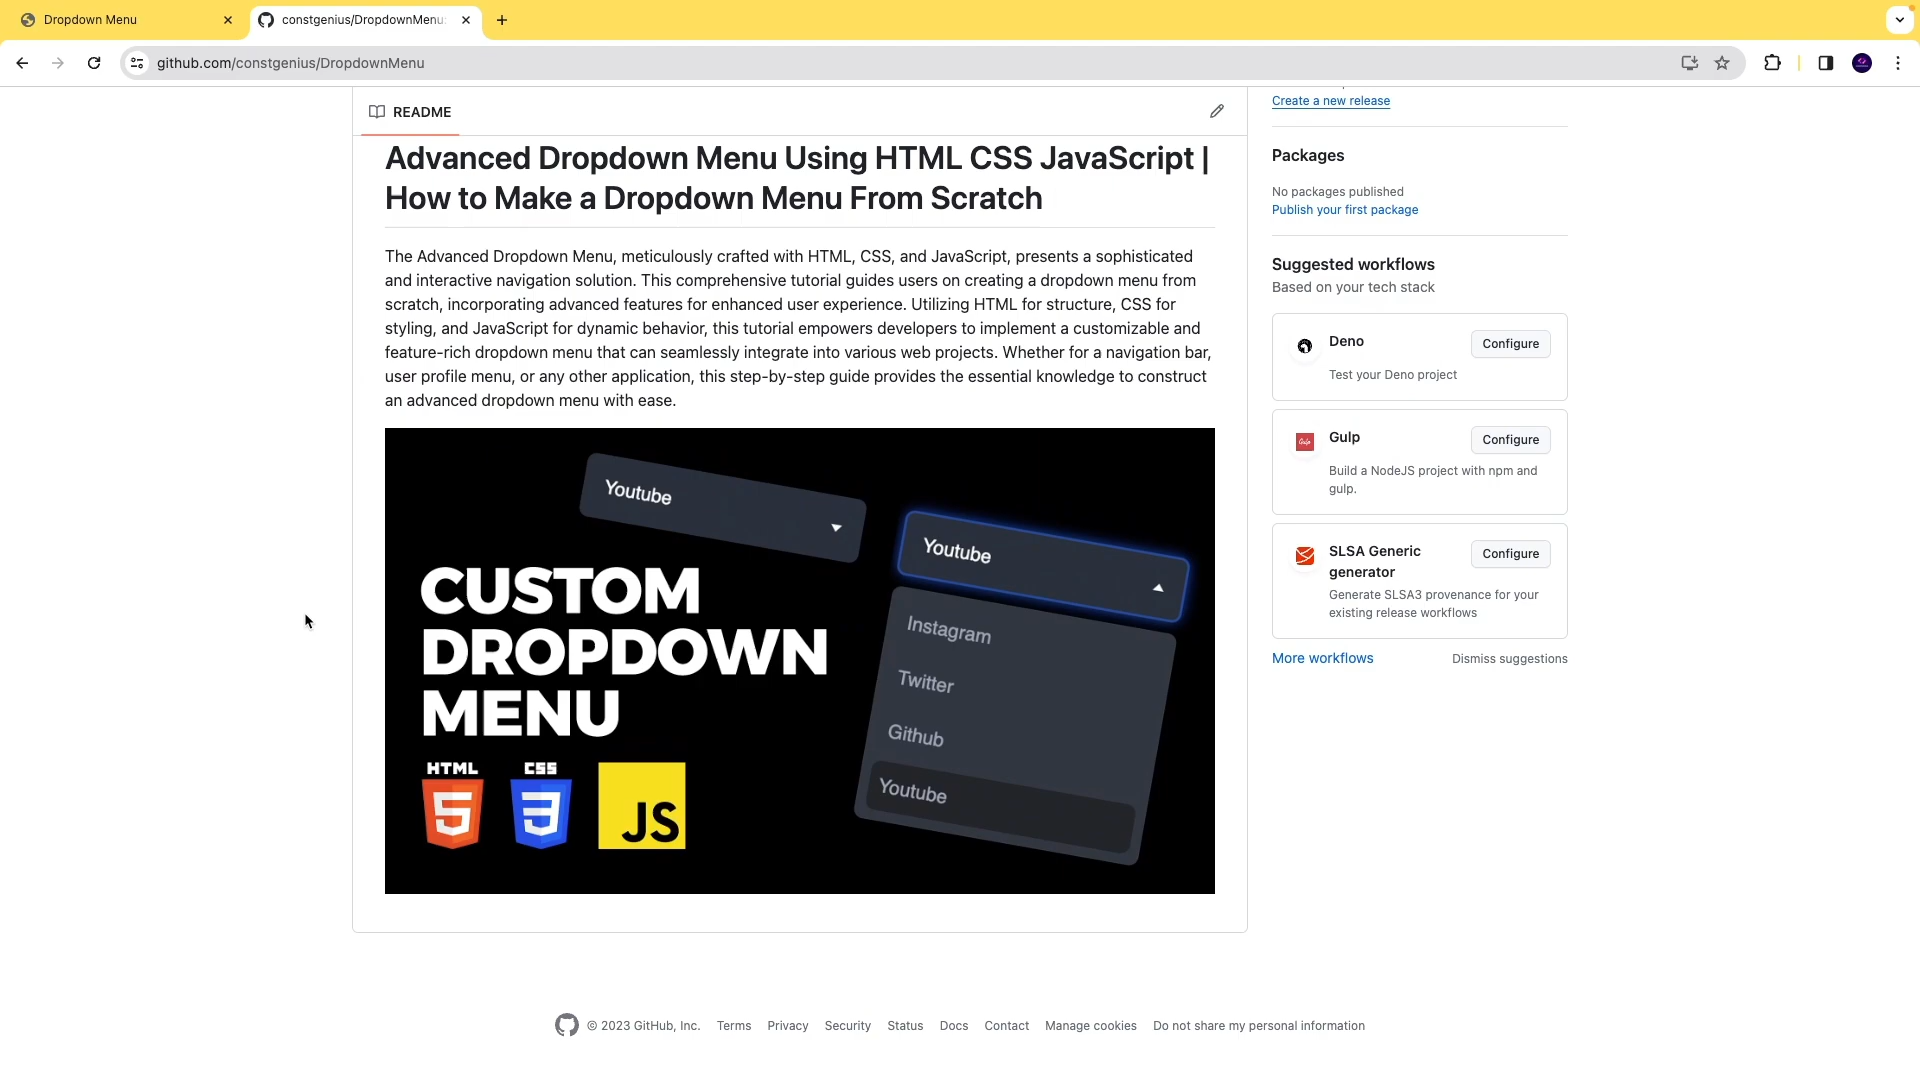 Dropdown Menu
constgenius/DropdownMenu:
github.com/constgenius/DropdownMenu
README
Advanced Dropdown Menu Using HTML CSS JavaScript |
How to Make a Dropdown Menu From Scratch
The Advanced Dropdown Menu, meticulously crafted with HTML, CSS, and JavaScript, presents a sophisticated
and interactive navigation solution. This comprehensive tutorial guides users on creating a dropdown menu from
scratch, incorporating advanced features for enhanced user experience. Utilizing HTML for structure, CSS for
styling, and JavaScript for dynamic behavior, this tutorial empowers developers to implement a customizable and
feature-rich dropdown menu that can seamlessly integrate into various web projects. Whether for a navigation bar,
user profile menu, or any other application, this step-by-step guide provides the essential knowledge to construct
an advanced dropdown menu with ease.
Youtube
Youtube
Instagram
Twitter
Github
Youtube
CUSTOM
DROPDOWN
MENU
HTML
CSS
JS
Create a new release
Packages
No packages published
Publish your first package
Suggested workflows
Based on your tech stack
Deno
Configure
Test your Deno project
Gulp
Gulp
Configure
Build a NodeJS project with npm and
gulp.
SLSA Generic
generator
Configure
Generate SLSA3 provenance for your
existing release workflows
More workflows
Dismiss suggestions
© 2023 GitHub, Inc.
Terms
Privacy
Security
Status
Docs
Contact
Manage cookies
Do not share my personal information